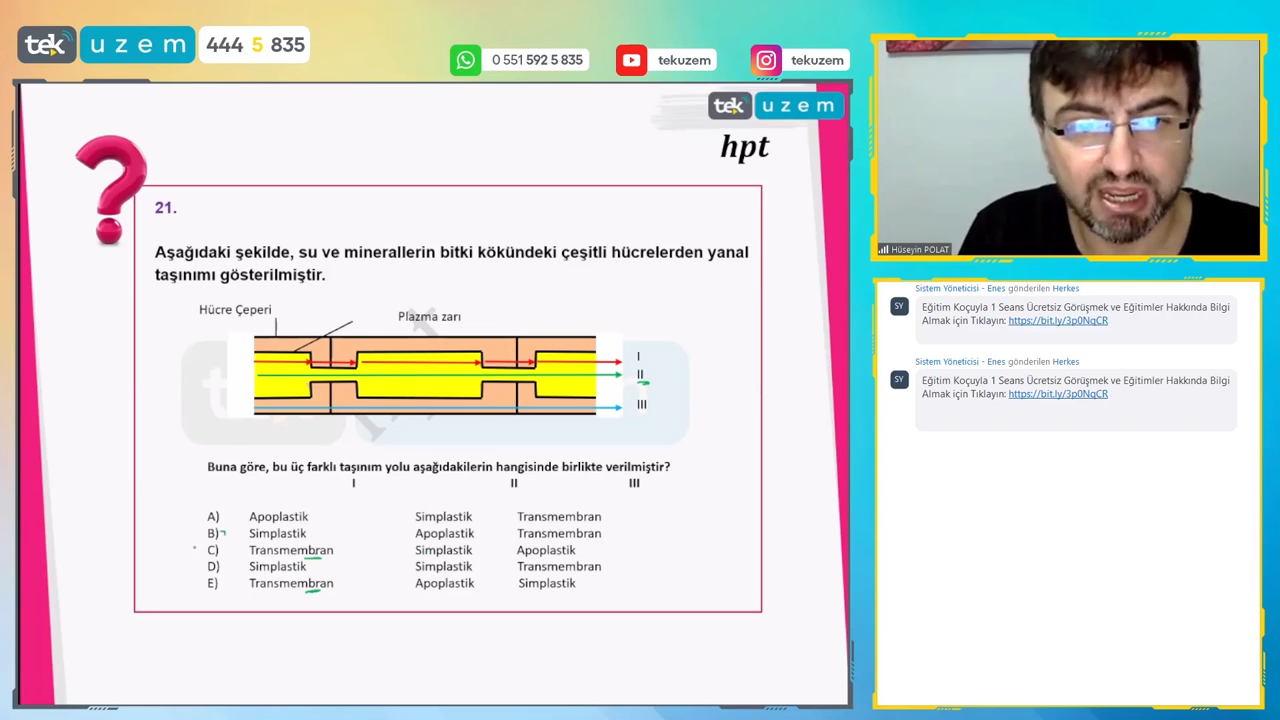 tek uzem 444 5 835
0 551 592 5 835
tekuzem
tekuzem
tek uzem
hpt
21.
Aşağıdaki şekilde, su ve minerallerin bitki kökündeki çeşitli hücrelerden yanal
taşınımı gösterilmiştir.
Hücre Çeperi
Plazma zarı
I
II
III
Buna göre, bu üç farklı taşınım yolu aşağıdakilerin hangisinde birlikte verilmiştir?
I II III
A) Apoplastik Simplastik Transmembran
B) Simplastik Apoplastik Transmembran
C) Transmembran Simplastik Apoplastik
D) Simplastik Simplastik Transmembran
E) Transmembran Apoplastik Simplastik
Hüseyin POLAT
Sistem Yöneticisi - Enes gönderilen Herkes
SY
Eğitim Koçuyla 1 Seans Ücretsiz Görüşmek ve Eğitimler Hakkında Bilgi
Almak için Tıklayın: https://bit.ly/3p0NqCR
Sistem Yöneticisi - Enes gönderilen Herkes
SY
Eğitim Koçuyla 1 Seans Ücretsiz Görüşmek ve Eğitimler Hakkında Bilgi
Almak için Tıklayın: https://bit.ly/3p0NqCR